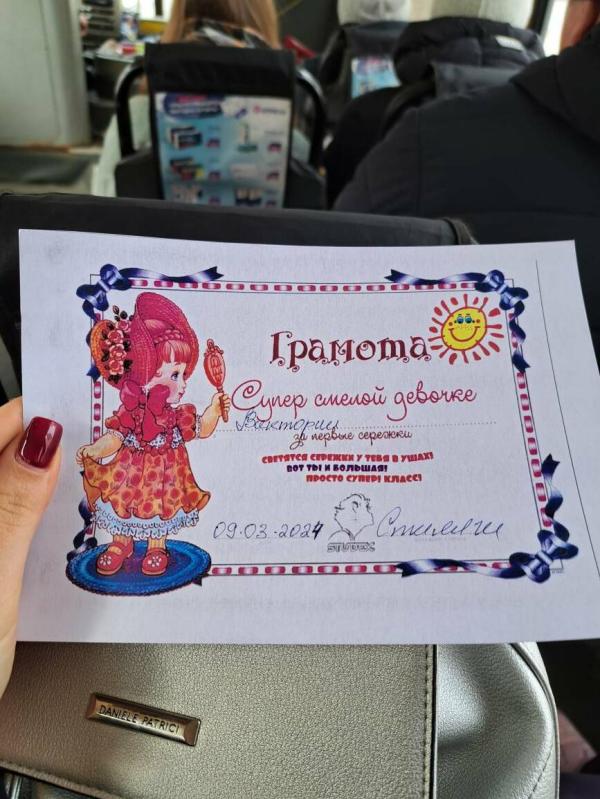 Грамота
Супер смелой девочке
Виктории
за первые сережки
СВЕТЯТСЯ СЕРЕЖКИ У ТЕБЯ В УШАХ!
ВОТ ТЫ И БОЛЬШАЯ!
ПРОСТО СУПЕР! КЛАСС!
09.03.2024
STUDEX
Стиляги
DANIELE PATRICI